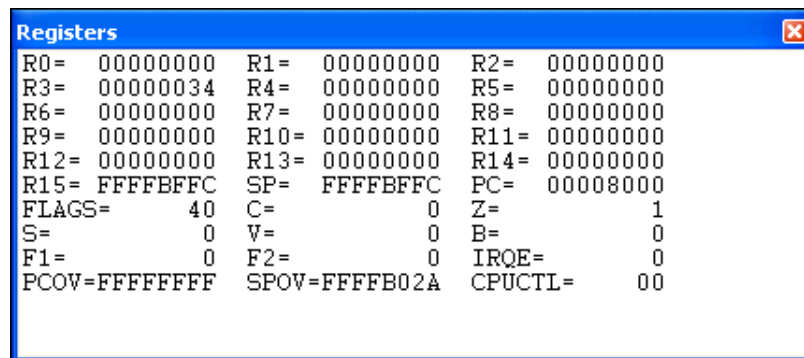 Registers
R0=  00000000  R1=  00000000  R2=  00000000
R3=  00000034  R4=  00000000  R5=  00000000
R6=  00000000  R7=  00000000  R8=  00000000
R9=  00000000  R10= 00000000  R11= 00000000
R12= 00000000  R13= 00000000  R14= 00000000
R15= FFFFBFFC  SP=  FFFFBFFC  PC=  00008000
FLAGS=     40  C=          0  Z=          1
S=          0  V=          0  B=          0
F1=         0  F2=         0  IRQE=       0
PCOV=FFFFFFFF  SPOV=FFFFB02A  CPUCTL=    00